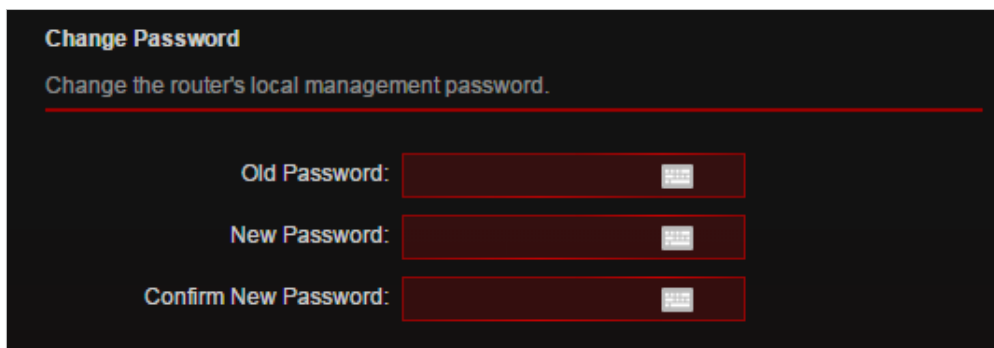 Change Password
Change the router's local management password.
Old Password:
New Password:
Confirm New Password: